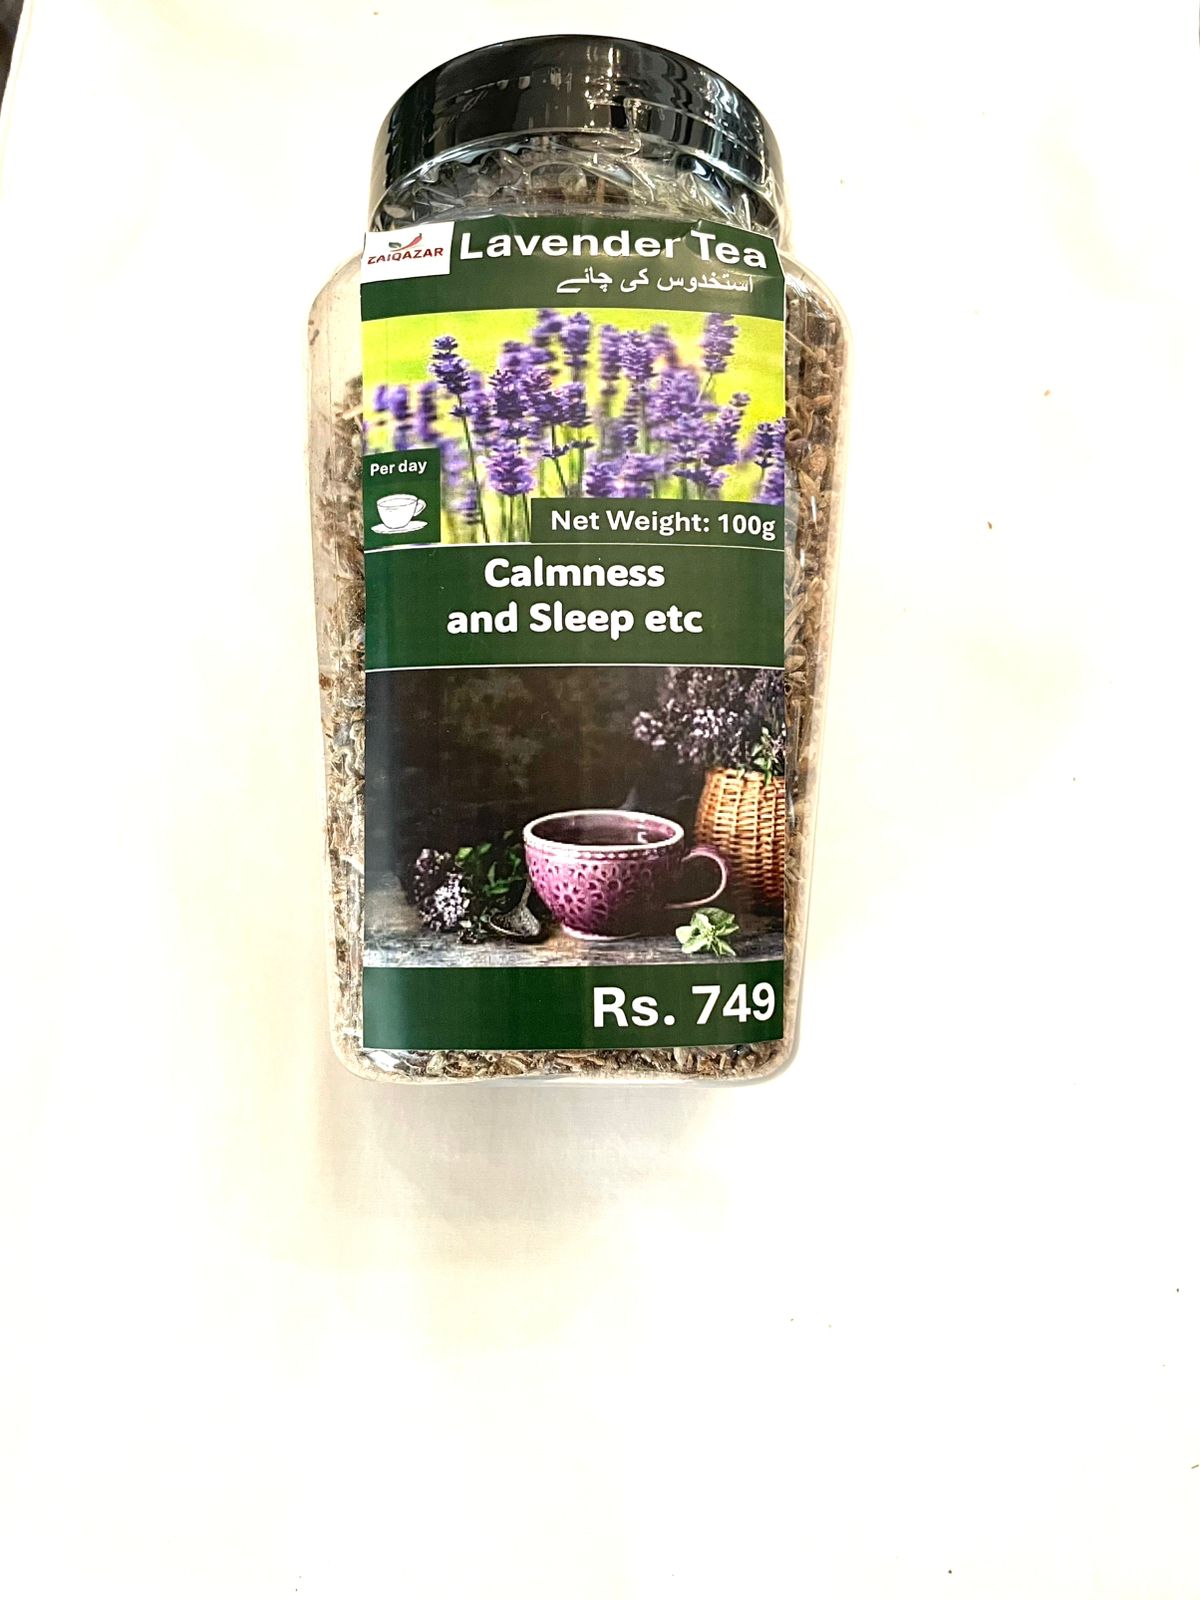 ZAIQAZAR
Lavender Tea
استخدوس کی چائے
Per day
Net Weight: 100g
Calmness
and Sleep etc
Rs. 749